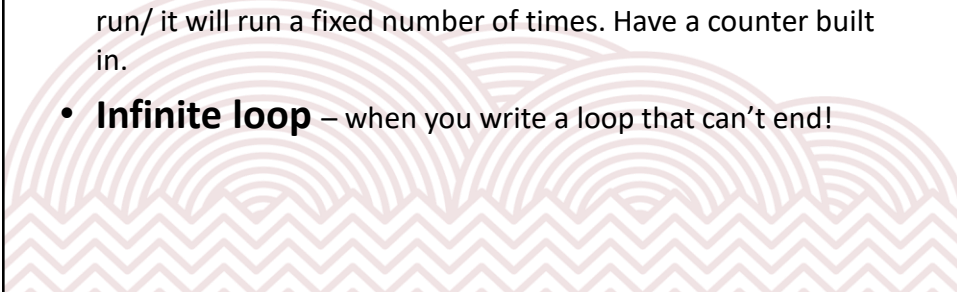 run/ it will run a fixed number of times. Have a counter built
in.
• Infinite loop – when you write a loop that can’t end!